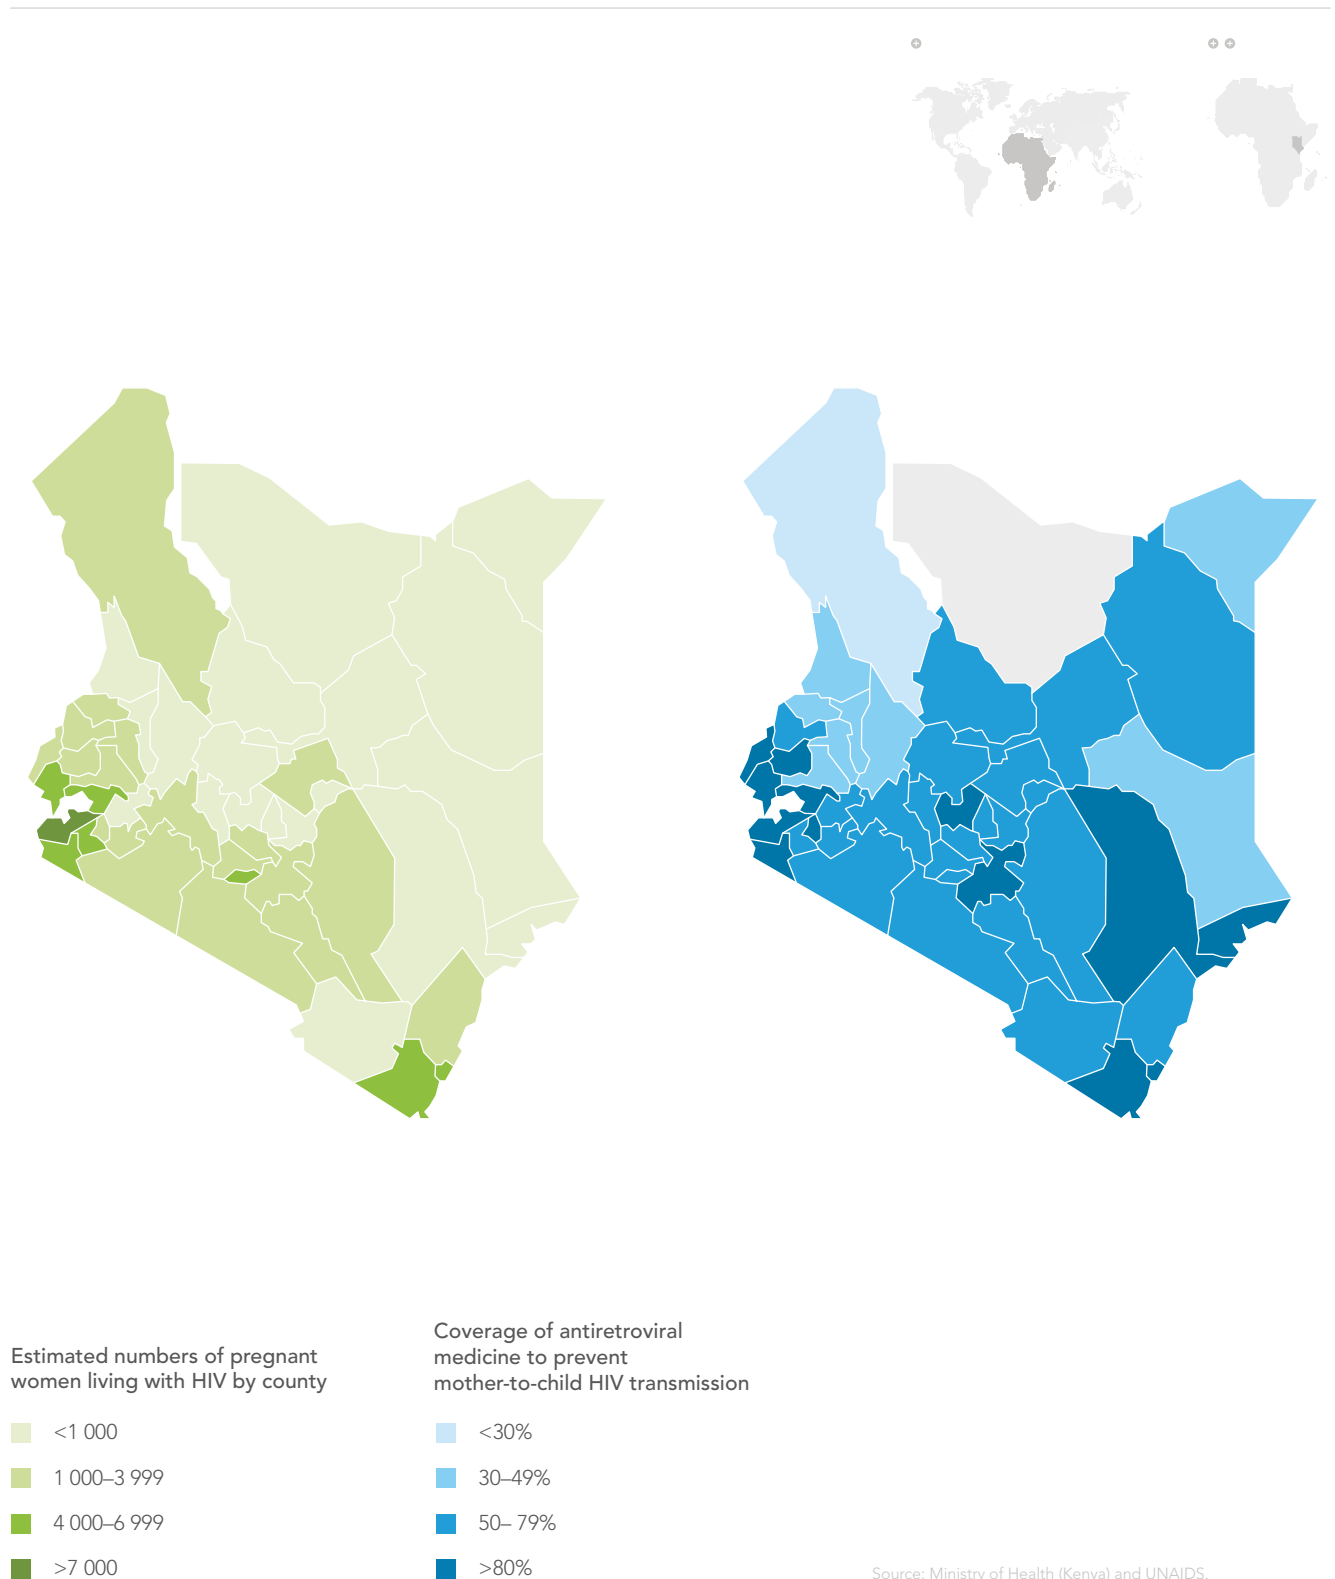 Estimated numbers of pregnant
women living with HIV by county
<1 000
1 000–3 999
4 000–6 999
>7 000
Coverage of antiretroviral
medicine to prevent
mother-to-child HIV transmission
<30%
30–49%
50– 79%
>80%
Source: Ministry of Health (Kenya) and UNAIDS.